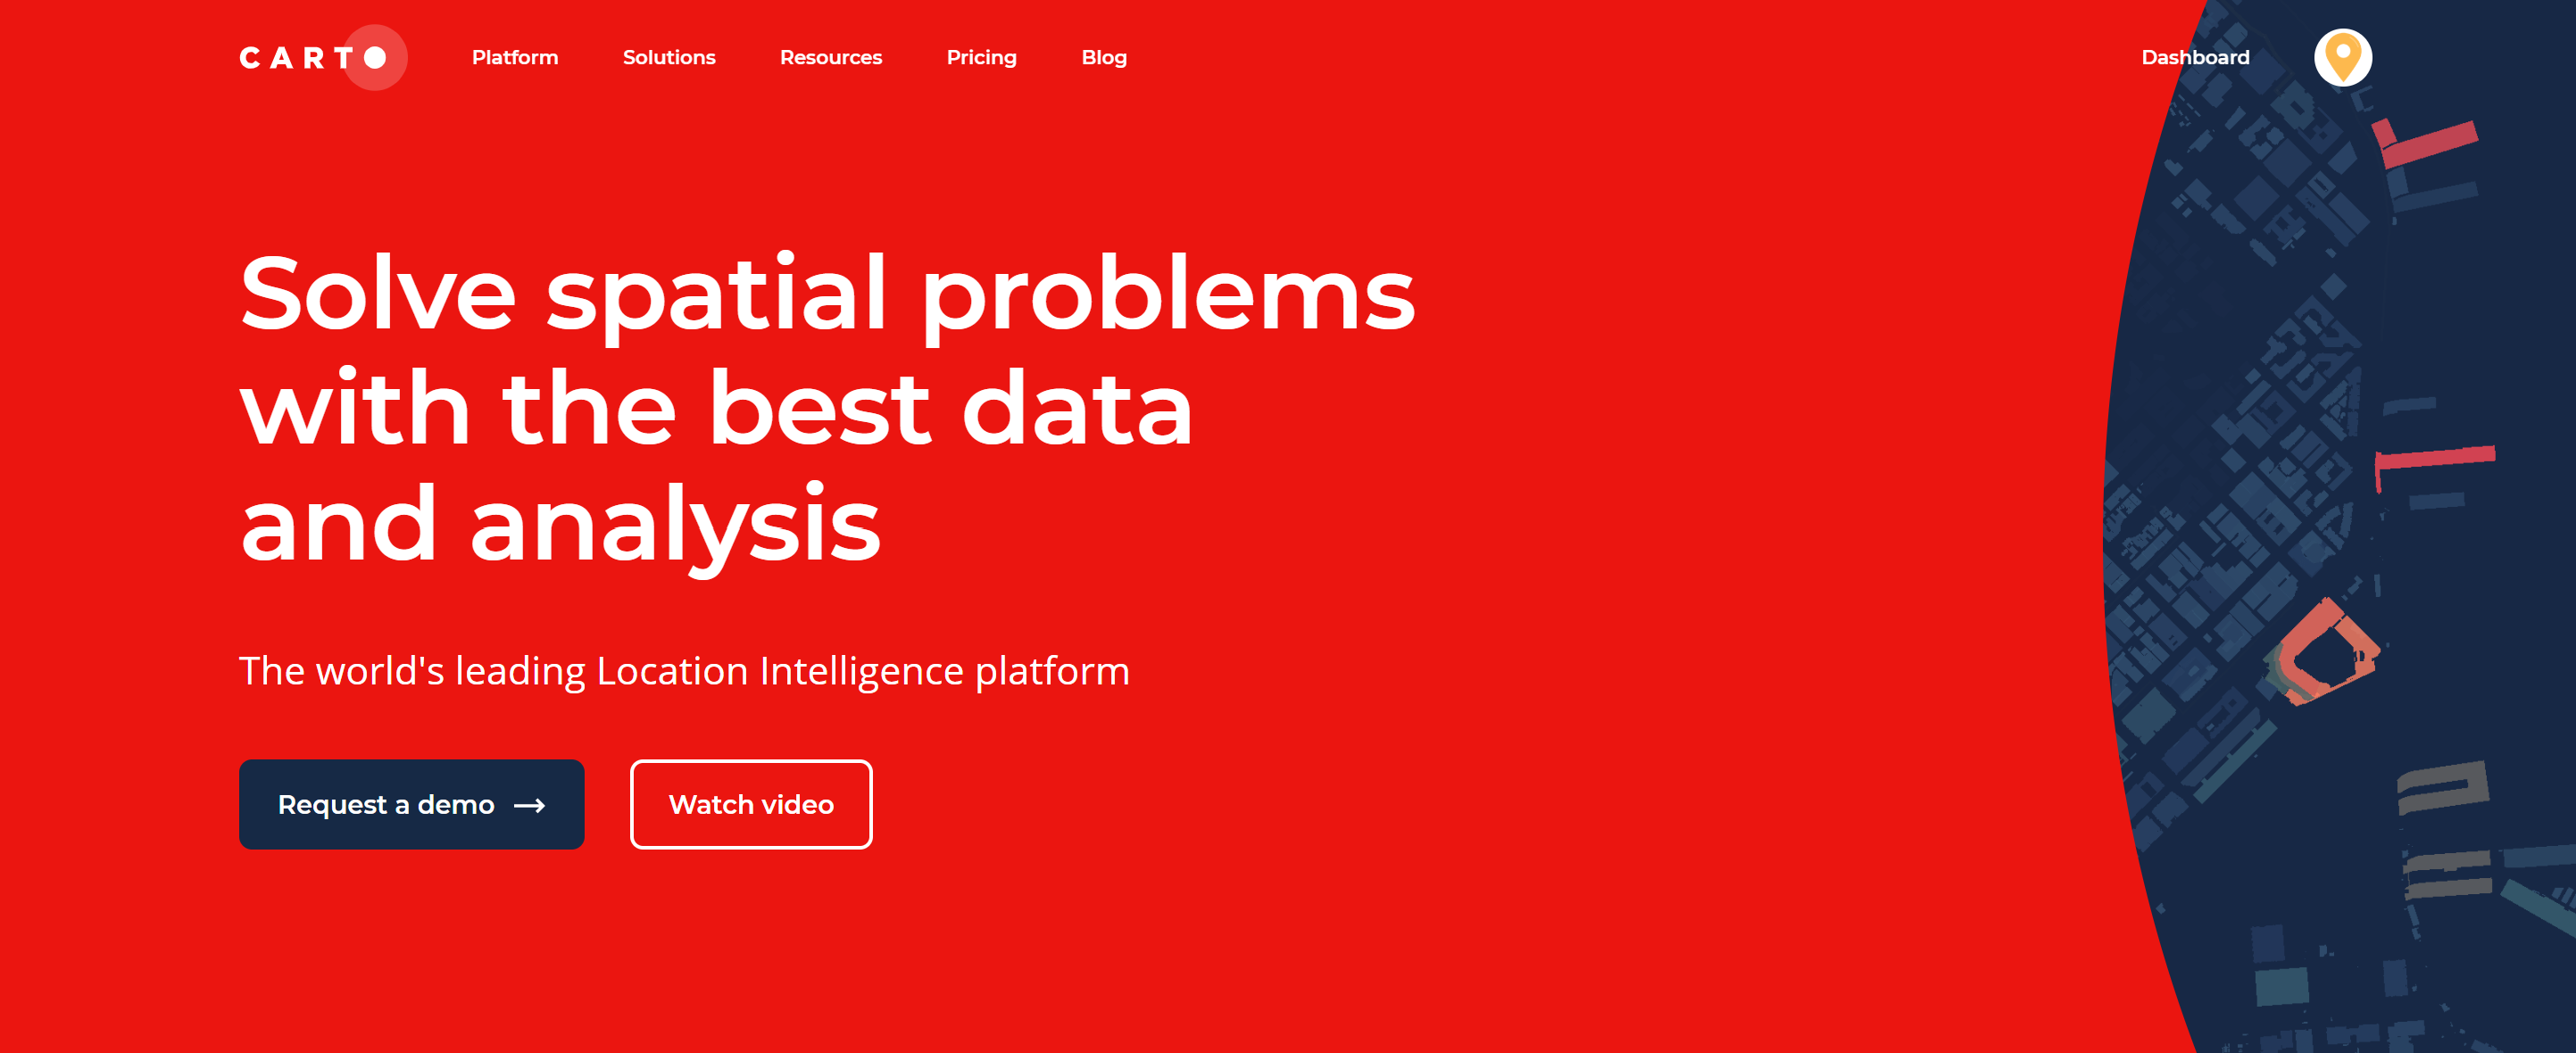 CARTO
Platform
Solutions
Resources
Pricing
Blog
Dashboard
Solve spatial problems
with the best data
and analysis
The world's leading Location Intelligence platform
Request a demo →
Watch video